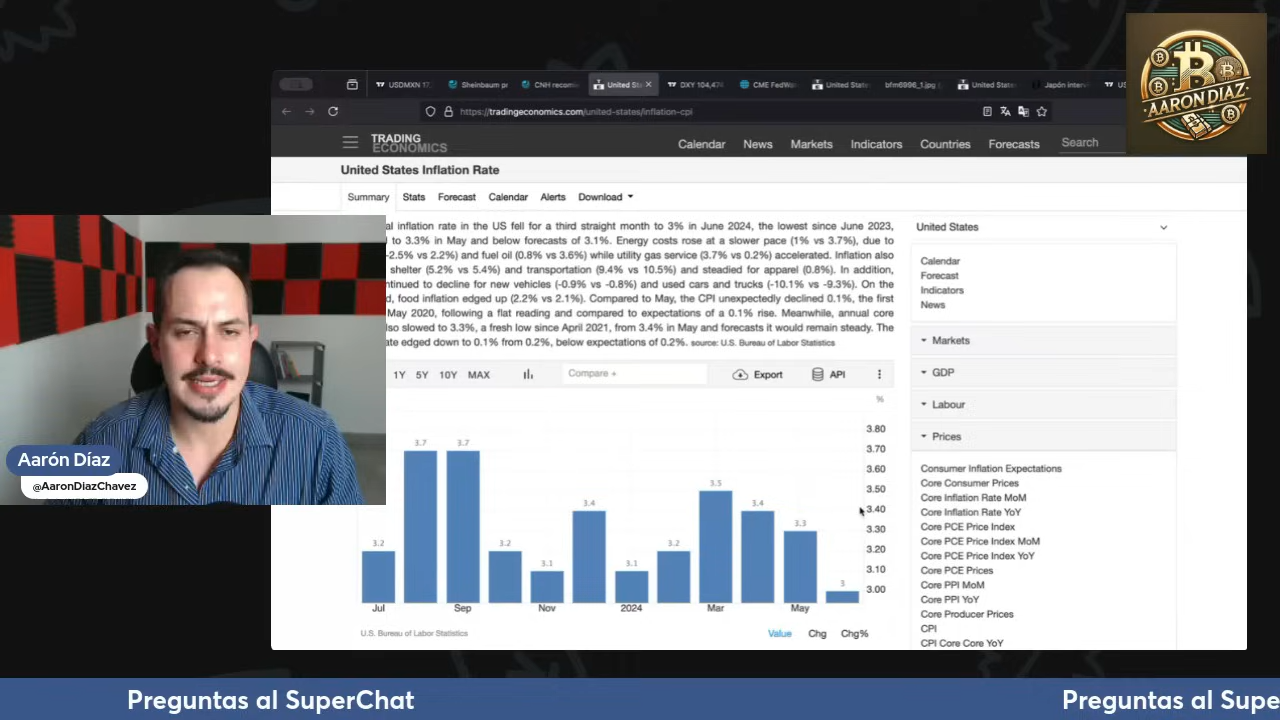 AARON DIAZ
USDMXN 17.
Sheinbaum pr
CNH recom
United St
DXY 104,47
CME FedWa
United State
bfm6996_1.jpg
United State
Japón interv
https://tradingeconomics.com/united-states/inflation-cpi
TRADING
ECONOMICS
Calendar News Markets Indicators Countries Forecasts Search
United States Inflation Rate
Summary Stats Forecast Calendar Alerts Download
al inflation rate in the US fell for a third straight month to 3% in June 2024, the lowest since June 2023,
to 3.3% in May and below forecasts of 3.1%. Energy costs rose at a slower pace (1% vs 3.7%), due to
-2.5% vs 2.2%) and fuel oil (0.8% vs 3.6%) while utility gas service (3.7% vs 0.2%) accelerated. Inflation also
shelter (5.2% vs 5.4%) and transportation (9.4% vs 10.5%) and steadied for apparel (0.8%). In addition,
ntinued to decline for new vehicles (-0.9% vs -0.8%) and used cars and trucks (-10.1% vs -9.3%). On the
d, food inflation edged up (2.2% vs 2.1%). Compared to May, the CPI unexpectedly declined 0.1%, the first
May 2020, following a flat reading and compared to expectations of a 0.1% rise. Meanwhile, annual core
lso slowed to 3.3%, a fresh low since April 2021, from 3.4% in May and forecasts it would remain steady. The
ate edged down to 0.1% from 0.2%, below expectations of 0.2%. source: U.S. Bureau of Labor Statistics
1Y 5Y 10Y MAX Compare + Export API
%
3.80
3.70
3.60
3.50
3.40
3.30
3.20
3.10
3.00
3.2 3.7 3.7 3.2 3.1 3.4 3.1 3.2 3.5 3.4 3.3 3
Jul Sep Nov 2024 Mar May
U.S. Bureau of Labor Statistics
Value Chg Chg%
United States
Calendar
Forecast
Indicators
News
Markets
GDP
Labour
Prices
Consumer Inflation Expectations
Core Consumer Prices
Core Inflation Rate MoM
Core Inflation Rate YoY
Core PCE Price Index
Core PCE Price Index MoM
Core PCE Price Index YoY
Core PCE Prices
Core PPI MoM
Core PPI YoY
Core Producer Prices
CPI
CPI Core Core YoY
Aarón Díaz
@AaronDiazChavez
Preguntas al SuperChat
Preguntas al Supe